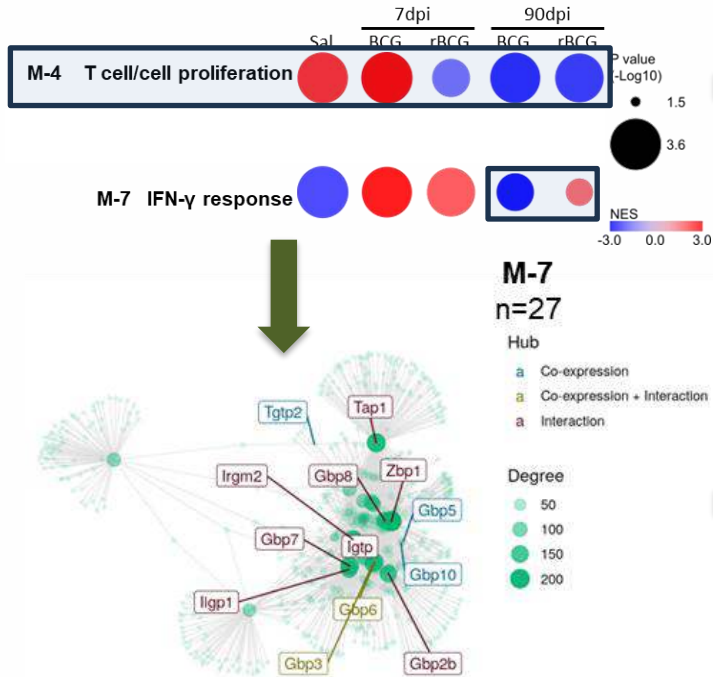 7dpi 90dpi
Sal BCG rBCG BCG rBCG
M-4 T cell/cell proliferation
P value
(-Log10)
1.5
3.6
M-7 IFN-γ response
NES
-3.0 0.0 3.0
M-7
n=27
Hub
a Co-expression
a Co-expression + Interaction
a Interaction
Degree
50
100
150
200
Tgtp2
Tap1
Irgm2
Gbp8
Zbp1
Gbp5
Gbp7
Igtp
Gbp10
Iigp1
Gbp6
Gbp3
Gbp2b